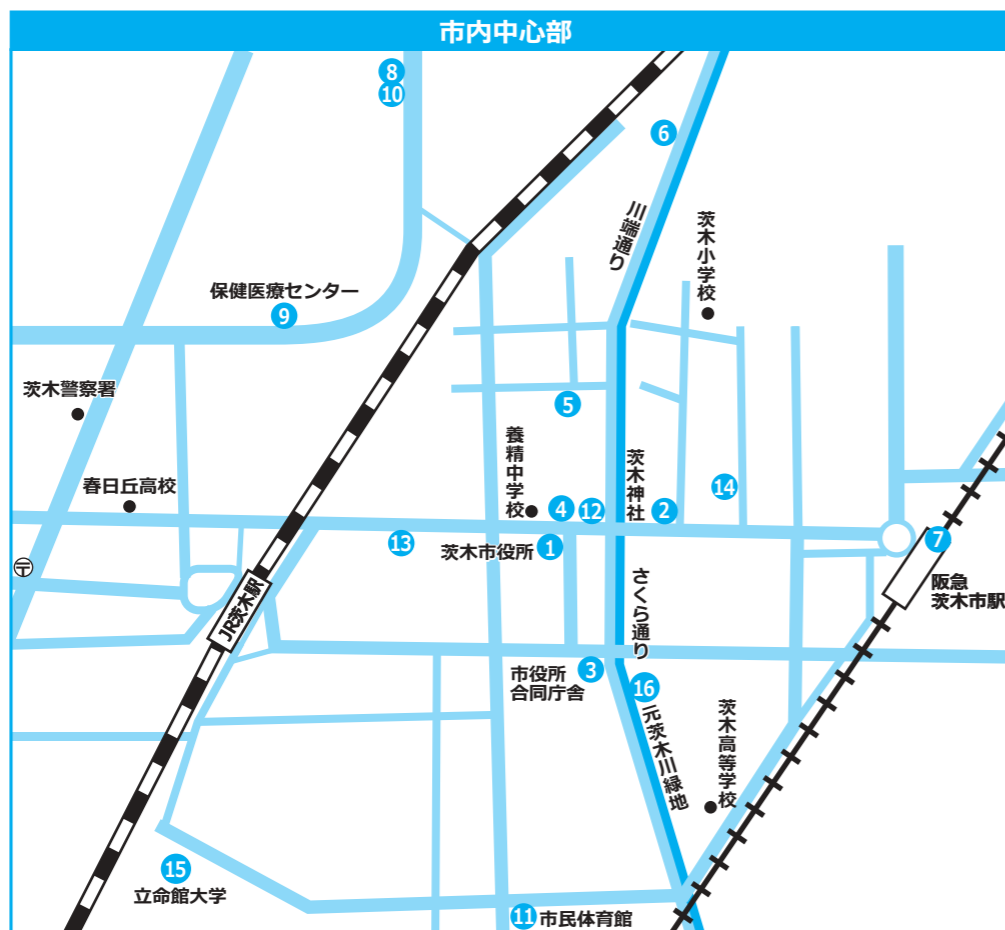 市内中心部
8
10
6
川端通り
茨木小学校
保健医療センター
9
茨木警察署
5
養精中学校
茨木神社
春日丘高校
14
4
12
2
13
茨木市役所
1
7
〒
阪急
茨木市駅
さくら通り
JR茨木駅
市役所
合同庁舎
3
16
元茨木川緑地
茨木高等学校
15
立命館大学
11
市民体育館